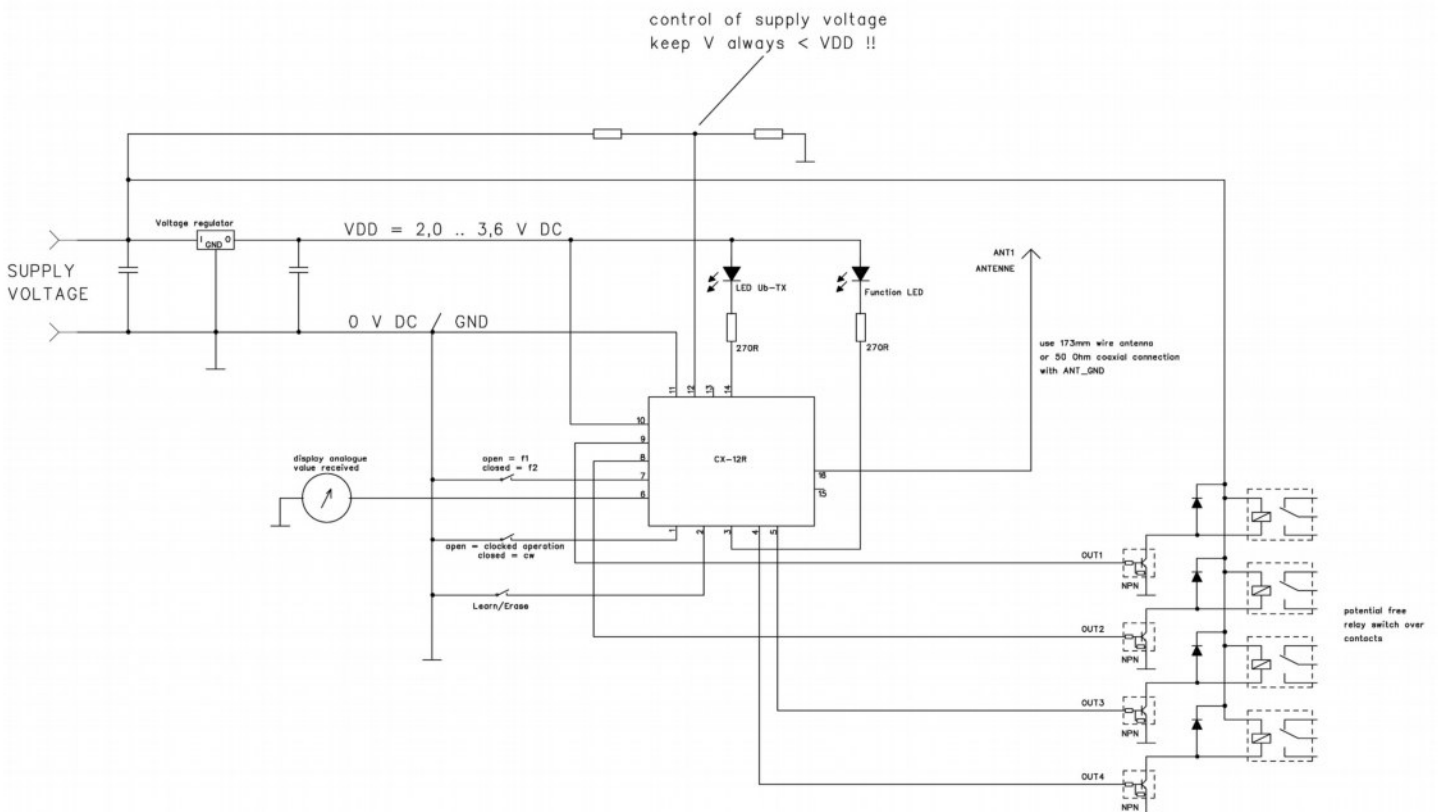 control of supply voltage
keep V always < VDD !!
Voltage regulator
I GND O
VDD = 2,0 .. 3,6 V DC
SUPPLY
VOLTAGE
0 V DC / GND
LED Ub-TX
Function LED
270R
270R
ANT1
ANTENNE
use 173mm wire antenna
or 50 Ohm coaxial connection
with ANT_GND
11
12
13
14
10
9
8
7
6
CX-12R
16
15
1
2
3
4
5
display analogue
value received
open = f1
closed = f2
open = clocked operation
closed = cw
Learn/Erase
OUT1
NPN
OUT2
NPN
OUT3
NPN
OUT4
NPN
potential free
relay switch over
contacts